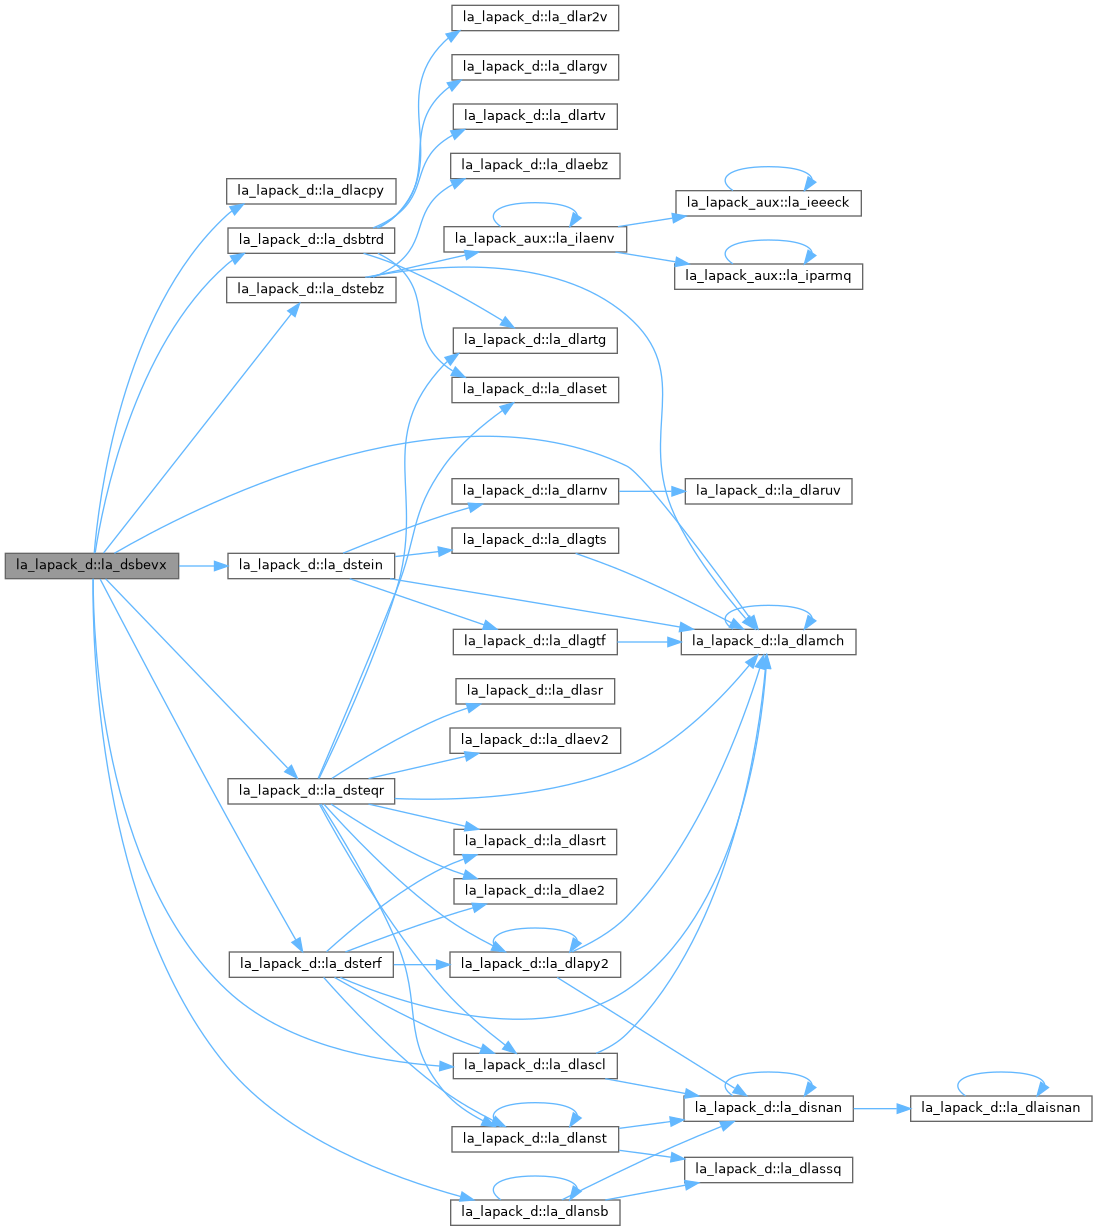 la_lapack_d::la_dlar2v
la_lapack_d::la_dlargv
la_lapack_d::la_dlartv
la_lapack_d::la_dlaebz
la_lapack_d::la_dlacpy
la_lapack_aux::la_ieeeck
la_lapack_d::la_dsbtrd
la_lapack_aux::la_ilaenv
la_lapack_aux::la_iparmq
la_lapack_d::la_dstebz
la_lapack_d::la_dlartg
la_lapack_d::la_dlaset
la_lapack_d::la_dlarnv
la_lapack_d::la_dlaruv
la_lapack_d::la_dlagts
la_lapack_d::la_dsbevx
la_lapack_d::la_dstein
la_lapack_d::la_dlagtf
la_lapack_d::la_dlamch
la_lapack_d::la_dlasr
la_lapack_d::la_dlaev2
la_lapack_d::la_dsteqr
la_lapack_d::la_dlasrt
la_lapack_d::la_dlae2
la_lapack_d::la_dsterf
la_lapack_d::la_dlapy2
la_lapack_d::la_dlascl
la_lapack_d::la_disnan
la_lapack_d::la_dlaisnan
la_lapack_d::la_dlanst
la_lapack_d::la_dlassq
la_lapack_d::la_dlansb